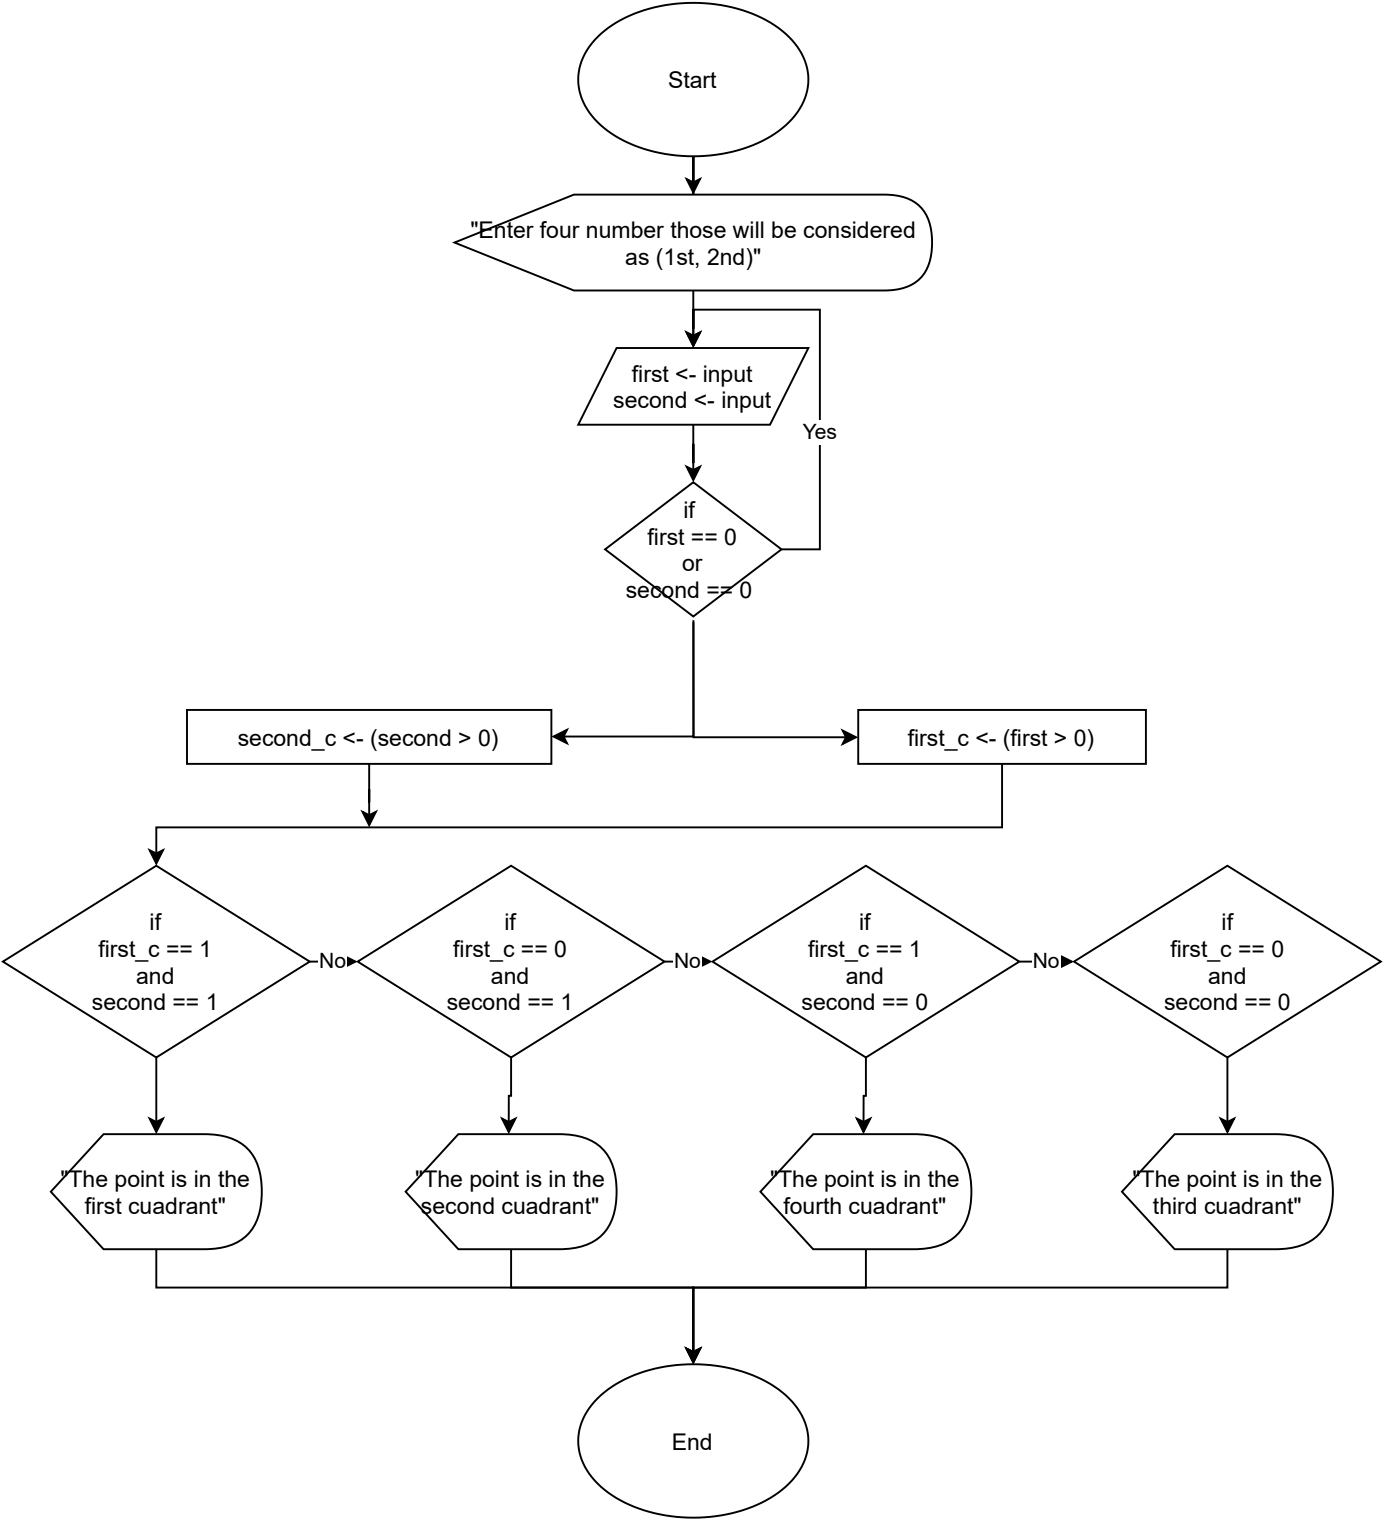 Start
"Enter four number those will be considered
as (1st, 2nd)"
first <- input
second <- input
Yes
if
first == 0
or
second == 0
second_c <- (second > 0)
first_c <- (first > 0)
if
first_c == 1
and
second == 1
No
if
first_c == 0
and
second == 1
No
if
first_c == 1
and
second == 0
No
if
first_c == 0
and
second == 0
"The point is in the
first cuadrant"
"The point is in the
second cuadrant"
"The point is in the
fourth cuadrant"
"The point is in the
third cuadrant"
End